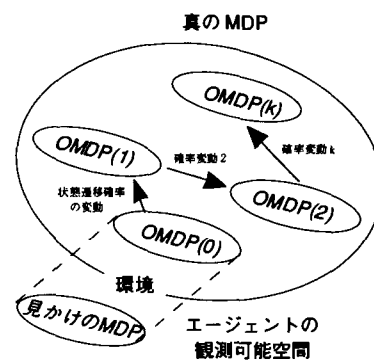 真の MDP
OMDP(k)
OMDP(1)
確率変動 2
確率変動 k
状態遷移確率
の変動
OMDP(2)
OMDP(0)
環境
見かけのMDP
エージェントの
観測可能空間